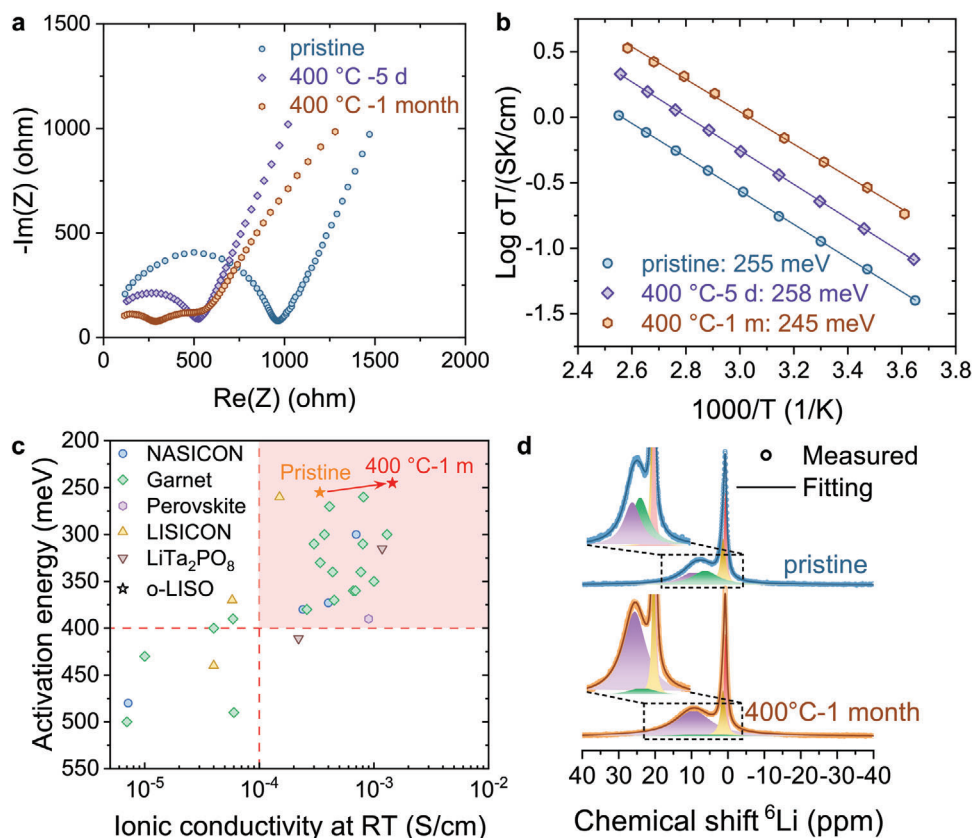 a
pristine
400 °C -5 d
400 °C -1 month
1500
1000
500
0
-Im(Z) (ohm)
0 500 1000 1500 2000
Re(Z) (ohm)
b
0.5
0.0
-0.5
-1.0
-1.5
Log σT/(SK/cm)
pristine: 255 meV
400 °C-5 d: 258 meV
400 °C-1 m: 245 meV
2.4 2.6 2.8 3.0 3.2 3.4 3.6 3.8
1000/T (1/K)
c
200
250
300
350
400
450
500
550
Activation energy (meV)
NASICON
Garnet
Perovskite
LISICON
LiTa₂PO₈
o-LISO
Pristine
400 °C-1 m
10⁻⁵ 10⁻⁴ 10⁻³ 10⁻²
Ionic conductivity at RT (S/cm)
d
Measured
Fitting
pristine
400°C-1 month
40 30 20 10 0 -10 -20 -30 -40
Chemical shift ⁶Li (ppm)